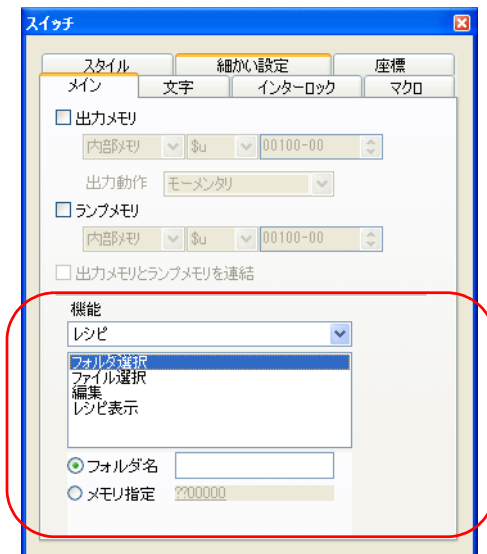 スイッチ
スタイル 細かい設定 座標
メイン 文字 インターロック マクロ
出力メモリ
内部メモリ $u 00100-00
出力動作 モーメンタリ
ランプメモリ
内部メモリ $u 00100-00
出力メモリとランプメモリを連結
機能
レシピ
フォルダ選択
ファイル選択
編集
レシピ表示
フォルダ名
メモリ指定 ??00000